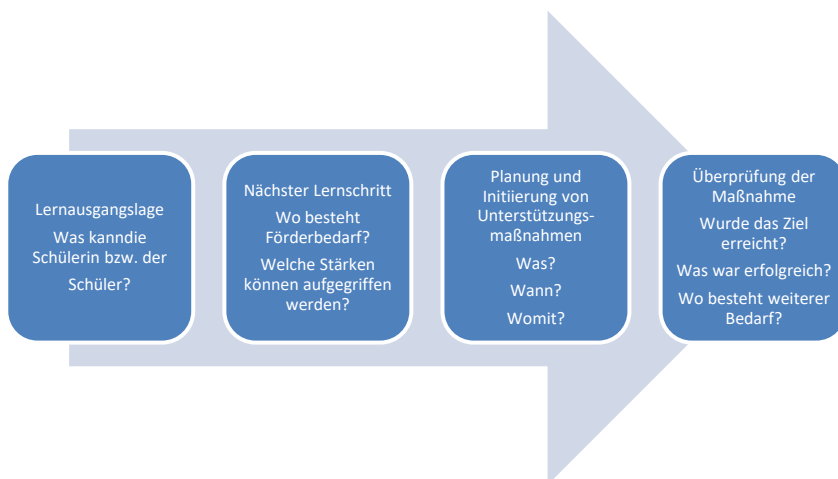 Lernausgangslage
Was kanndie
Schülerin bzw. der
Schüler?
Nächster Lernschritt
Wo besteht
Förderbedarf?
Welche Stärken
können aufgegriffen
werden?
Planung und
Initiierung von
Unterstützungs-
maßnahmen
Was?
Wann?
Womit?
Überprüfung der
Maßnahme
Wurde das Ziel
erreicht?
Was war erfolgreich?
Wo besteht weiterer
Bedarf?